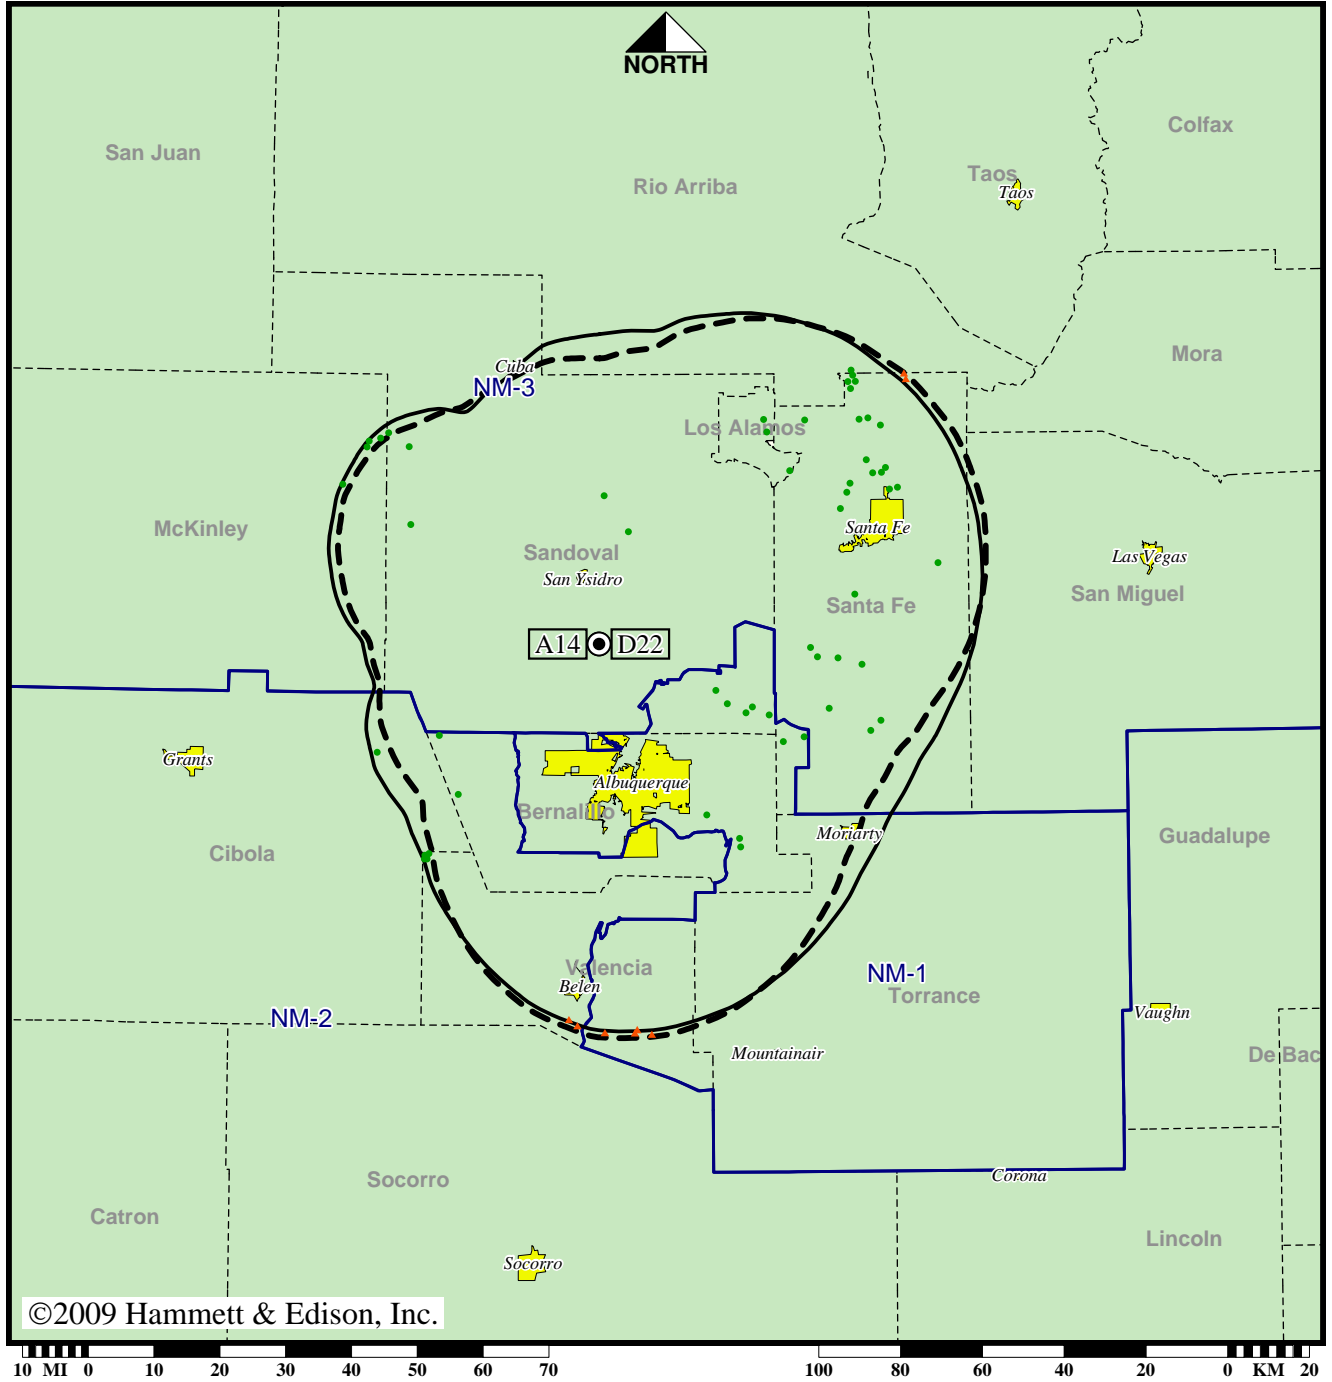 NORTH
Colfax
San Juan
Taos
Rio Arriba
Taos
Mora
Cuba
NM-3
Los Alamos
McKinley
Santa Fe
Sandoval
Las Vegas
San Ysidro
San Miguel
Santa Fe
A14 D22
Grants
Albuquerque
Bernalillo
Moriarty
Guadalupe
Cibola
Valencia
NM-1
Belen
Torrance
Vaughn
NM-2
Mountainair
De Bac
Corona
Socorro
Catron
Lincoln
Socorro
©2009 Hammett & Edison, Inc.
10 MI 0 10 20 30 40 50 60 70 100 80 60 40 20 0 KM 20